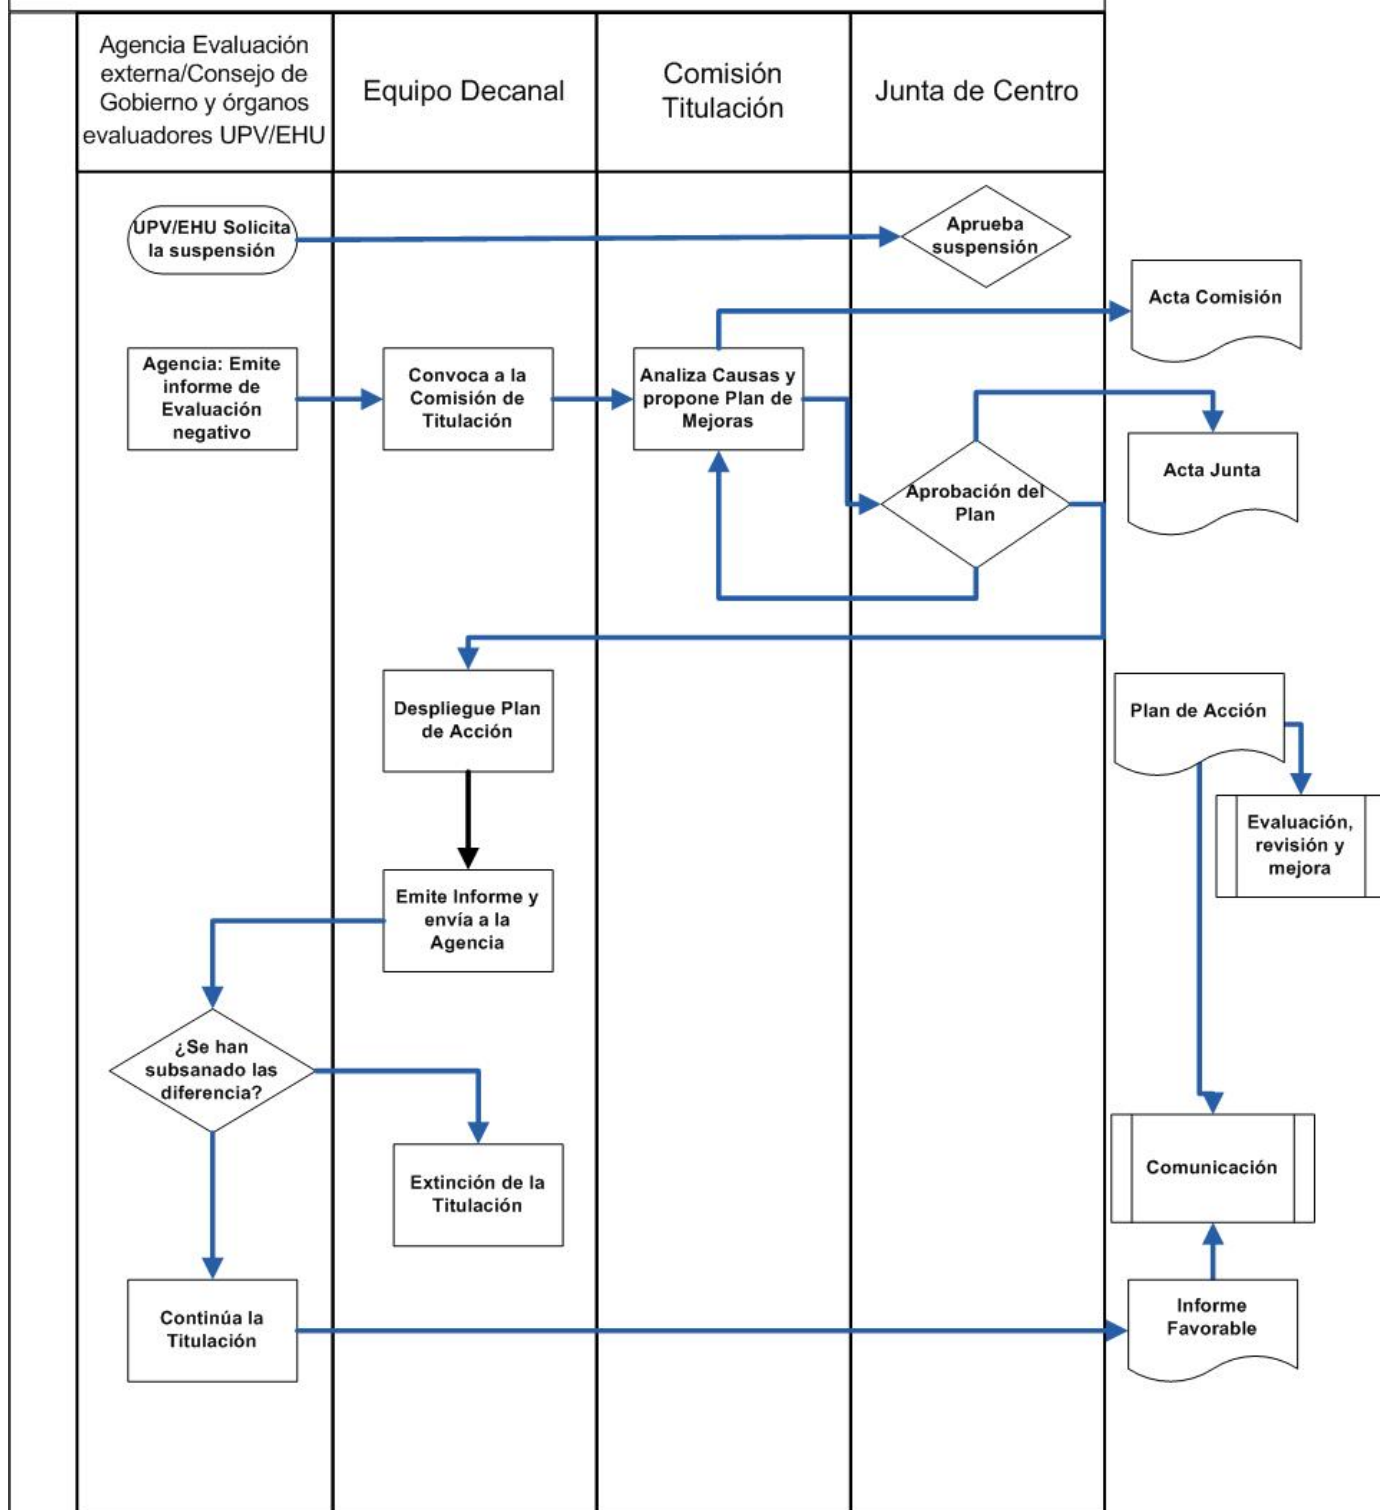 Agencia Evaluación
externa/Consejo de
Gobierno y órganos
evaluadores UPV/EHU
Equipo Decanal
Comisión
Titulación
Junta de Centro
UPV/EHU Solicita
la suspensión
Aprueba
suspensión
Acta Comisión
Agencia: Emite
informe de
Evaluación
negativo
Convoca a la
Comisión de
Titulación
Analiza Causas y
propone Plan de
Mejoras
Acta Junta
Aprobación del
Plan
Despliegue Plan
de Acción
Plan de Acción
Evaluación,
revisión y
mejora
Emite Informe y
envía a la
Agencia
¿Se han
subsanado las
diferencia?
Extinción de la
Titulación
Comunicación
Continúa la
Titulación
Informe
Favorable